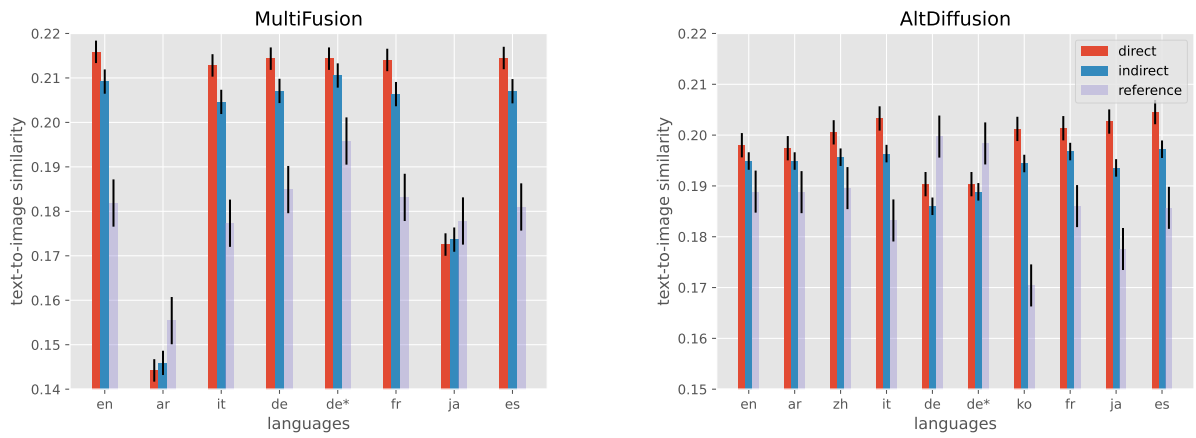 MultiFusion
0.22
0.21
0.20
0.19
0.18
0.17
0.16
0.15
0.14
text-to-image similarity
en ar it de de* fr ja es
languages
AltDiffusion
direct
indirect
reference
0.22
0.21
0.20
0.19
0.18
0.17
0.16
0.15
text-to-image similarity
en ar zh it de de* ko fr ja es
languages